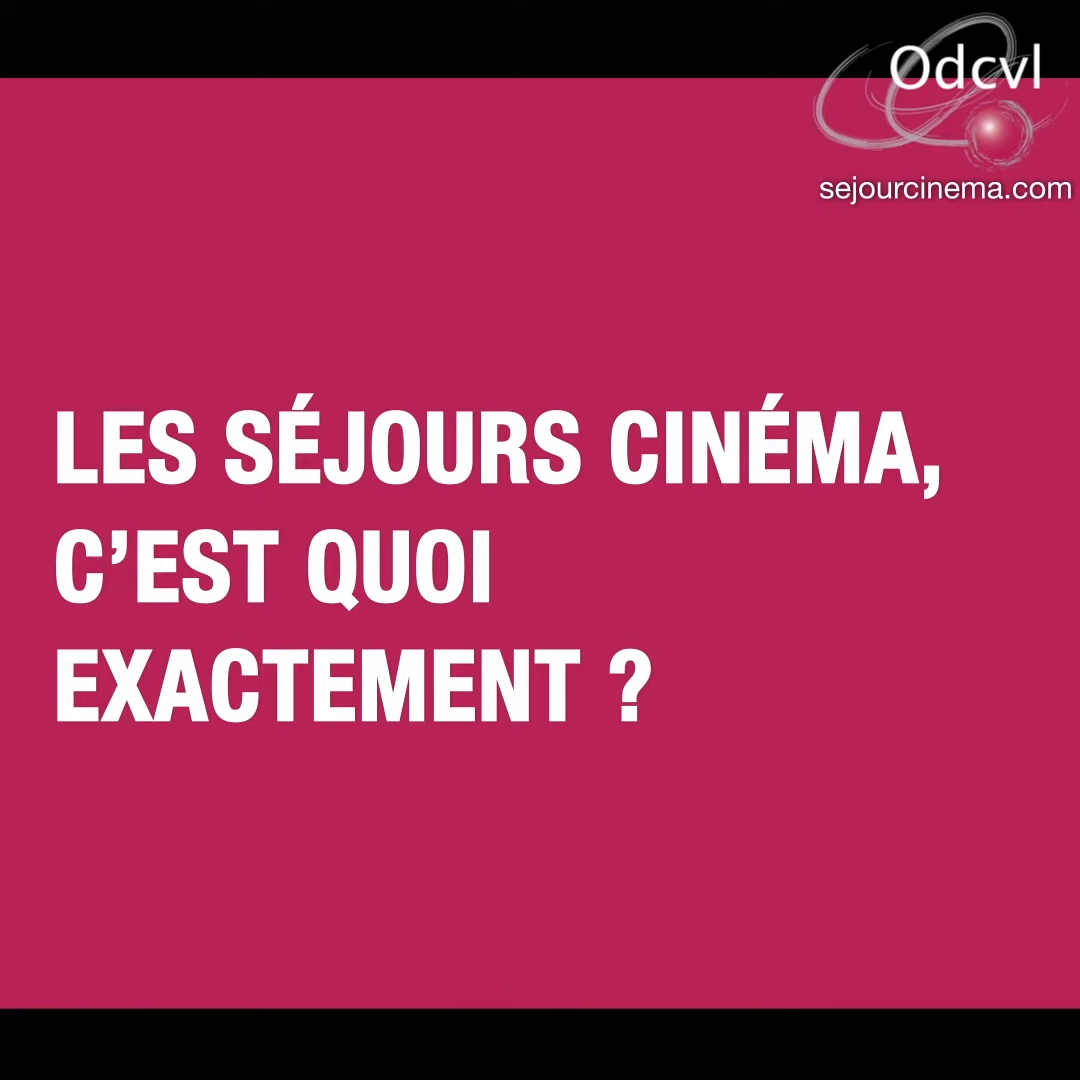 Odcvl
sejourcinema.com
LES SÉJOURS CINÉMA,
C’EST QUOI
EXACTEMENT ?